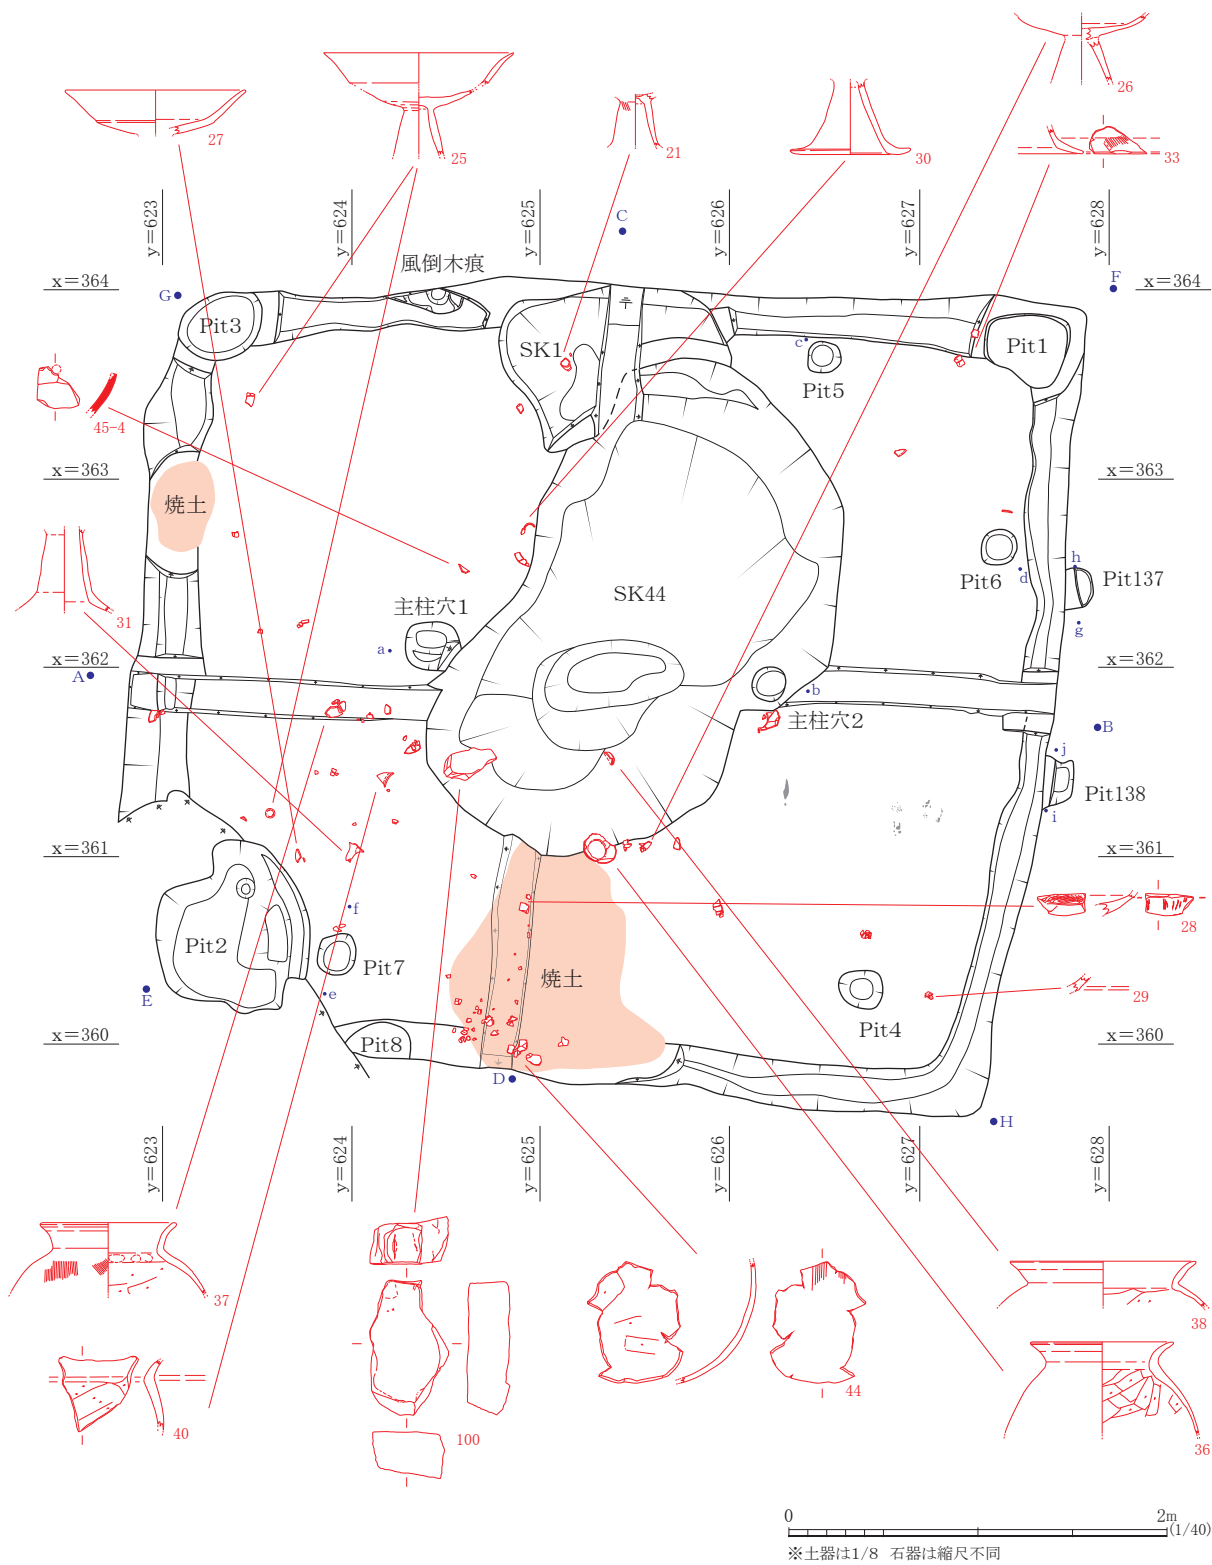 26
27
25
21
30
33
y=623
y=624
y=625
y=626
y=627
y=628
C
風倒木痕
x=364
G
F
x=364
Pit3
SK1
c
Pit5
Pit1
45-4
x=363
x=363
焼土
31
主柱穴1
SK44
Pit6
d
h
Pit137
g
x=362
A
a
b
主柱穴2
x=362
B
j
Pit138
i
x=361
x=361
f
28
Pit2
Pit7
焼土
E
e
29
Pit4
x=360
Pit8
x=360
D
H
y=623
y=624
y=625
y=626
y=627
y=628
37
38
40
100
44
36
0
2m
(1/40)
※土器は1/8 石器は縮尺不同